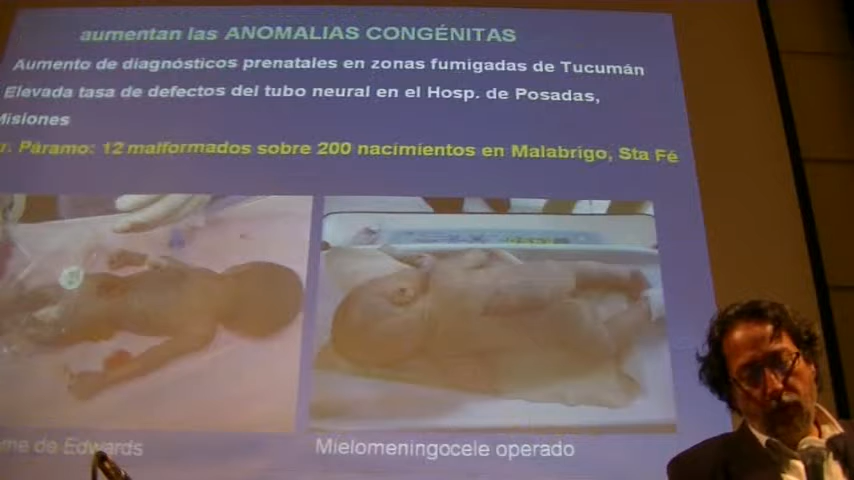 aumentan las ANOMALIAS CONGÉNITAS
Aumento de diagnósticos prenatales en zonas fumigadas de Tucumán
Elevada tasa de defectos del tubo neural en el Hosp. de Posadas,
Misiones
r. Páramo: 12 malformados sobre 200 nacimientos en Malabrigo, Sta Fé
me de Edwards
Mielomeningocele operado